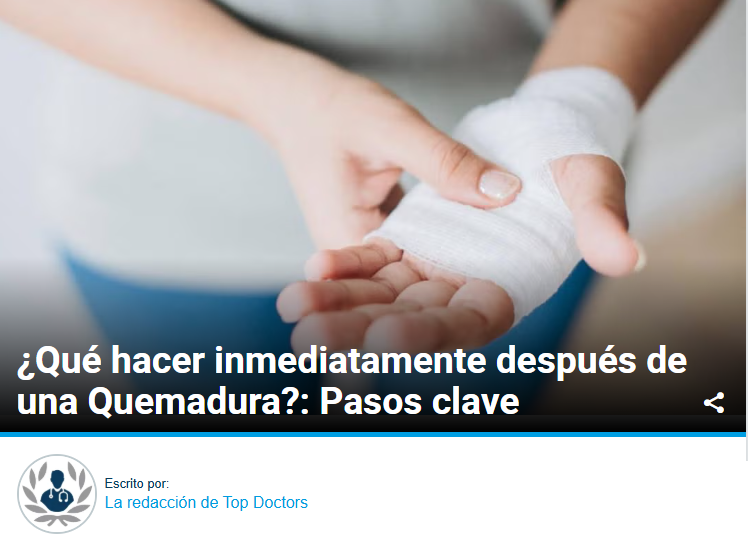 ¿Qué hacer inmediatamente después de
una Quemadura?: Pasos clave
Escrito por:
La redacción de Top Doctors